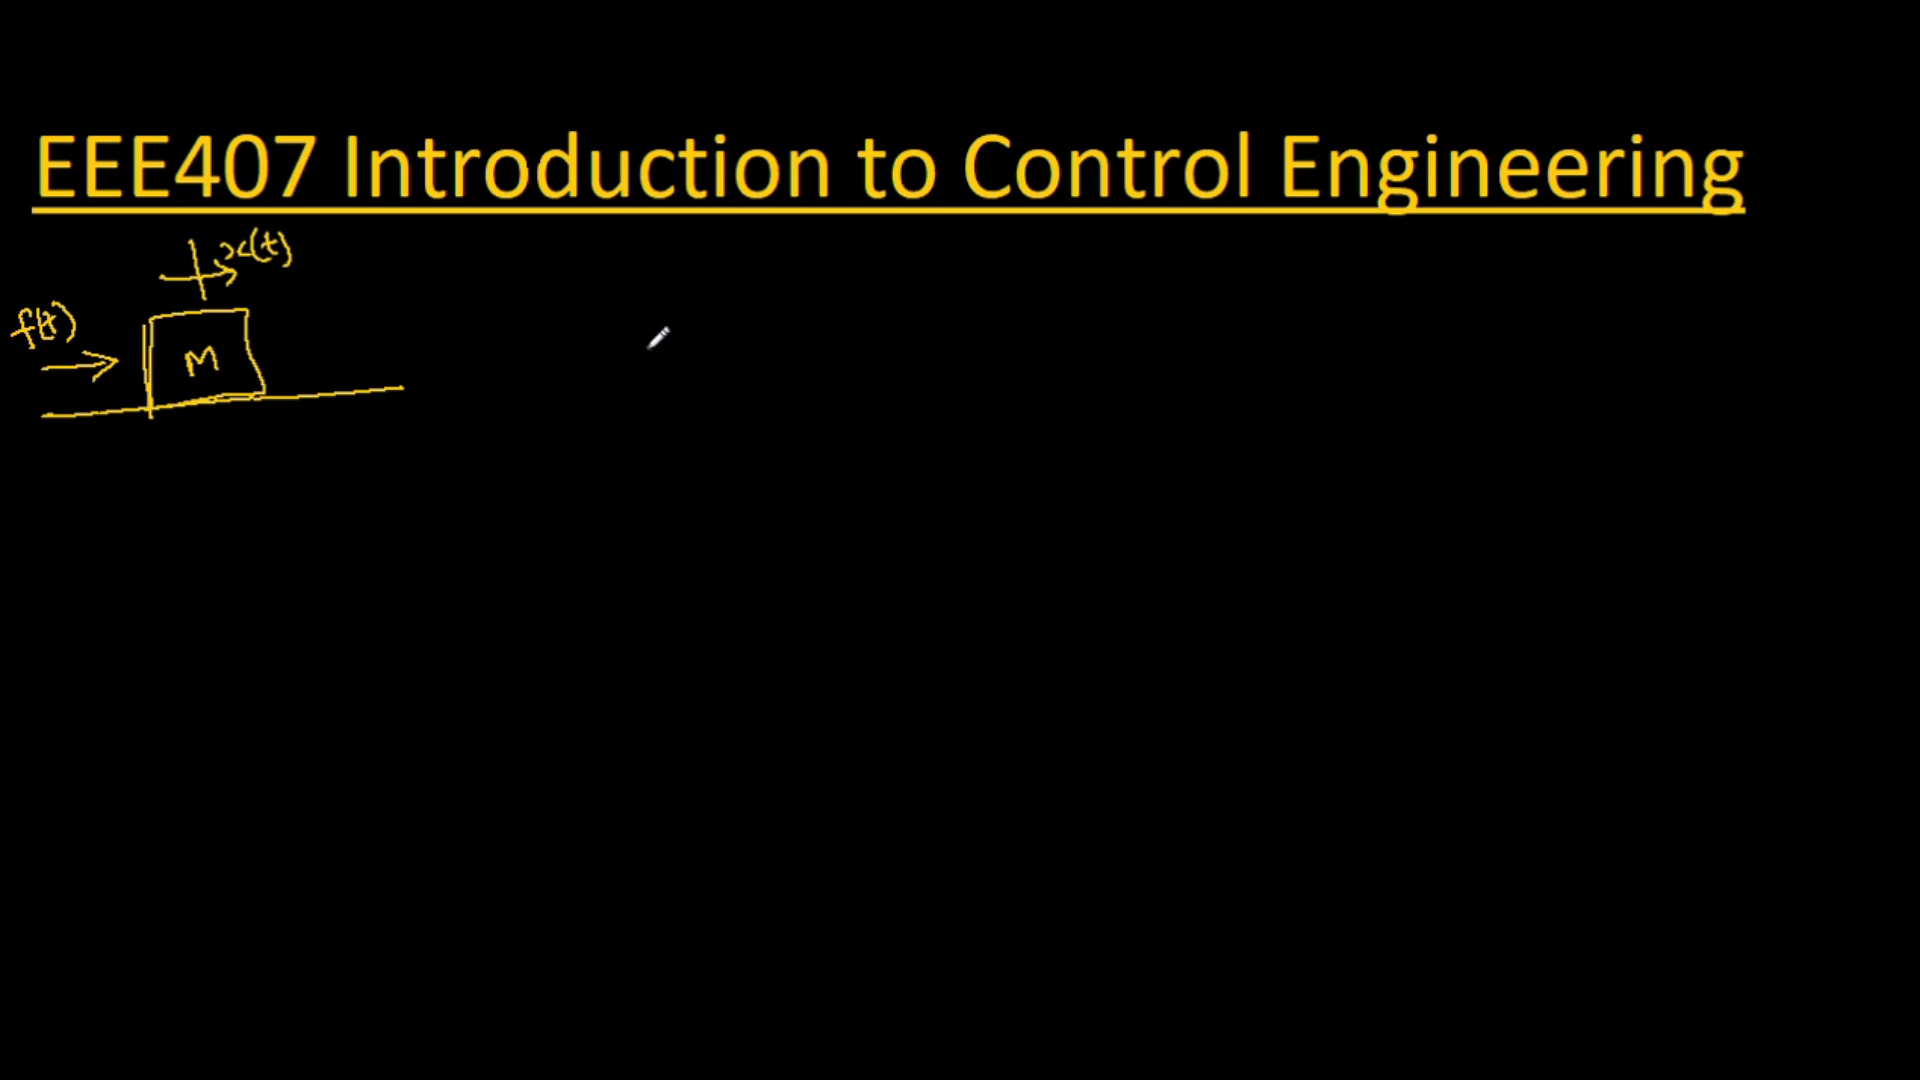 EEE407 Introduction to Control Engineering
x(t)
f(t)
M